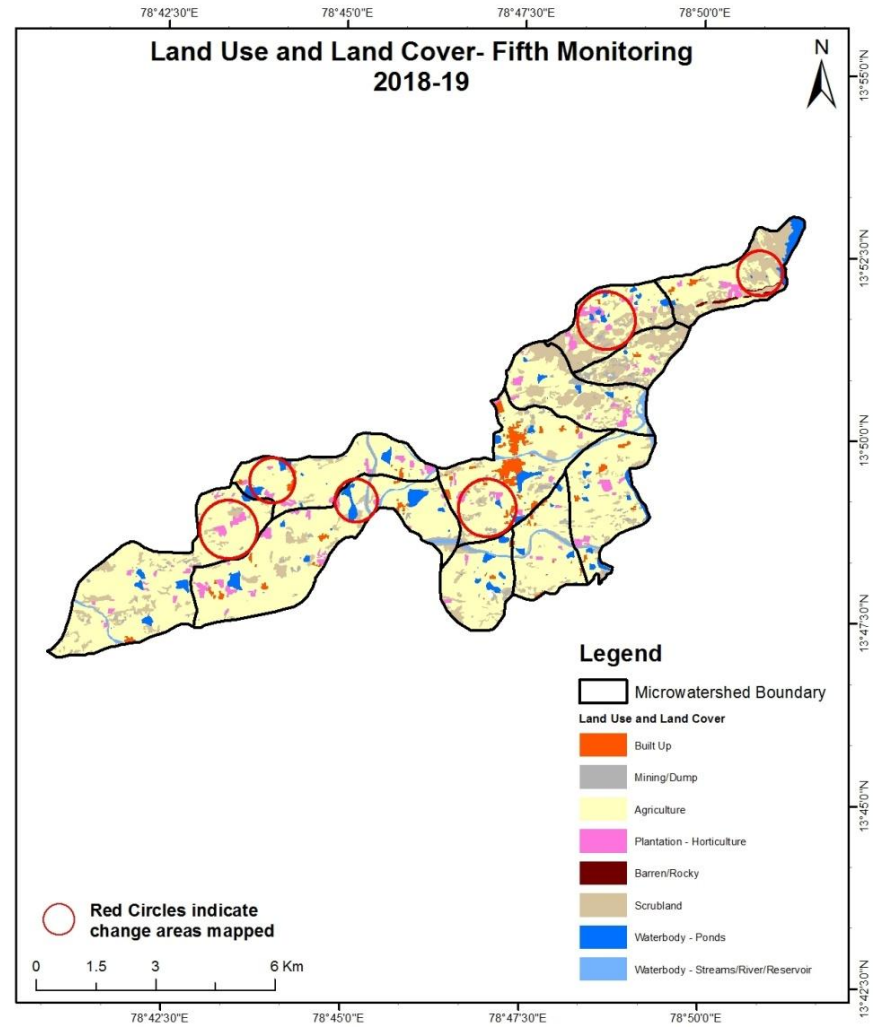 78°42'30"E 78°45'0"E 78°47'30"E 78°50'0"E
Land Use and Land Cover- Fifth Monitoring
2018-19
N
13°55'0"N
13°52'30"N
13°50'0"N
13°47'30"N
13°45'0"N
13°42'30"N
Legend
Microwatershed Boundary
Land Use and Land Cover
Built Up
Mining/Dump
Agriculture
Plantation - Horticulture
Barren/Rocky
Scrubland
Waterbody - Ponds
Waterbody - Streams/River/Reservoir
Red Circles indicate
change areas mapped
0 1.5 3 6 Km
78°42'30"E 78°45'0"E 78°47'30"E 78°50'0"E